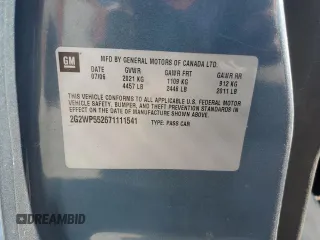 GM
MFD BY GENERAL MOTORS OF CANADA LTD.
DATE GVWR GAWR FRT GAWR RR
07/06 2021 KG 1109 KG 912 KG
4457 LB 2446 LB 2011 LB
THIS VEHICLE CONFORMS TO ALL APPLICABLE U.S. FEDERAL MOTOR
VEHICLE SAFETY, BUMPER, AND THEFT PREVENTION STANDARDS IN
EFFECT ON THE DATE OF MANUFACTURE SHOWN ABOVE.
2G2WP552671111541 TYPE: PASS CAR
DREAMBID